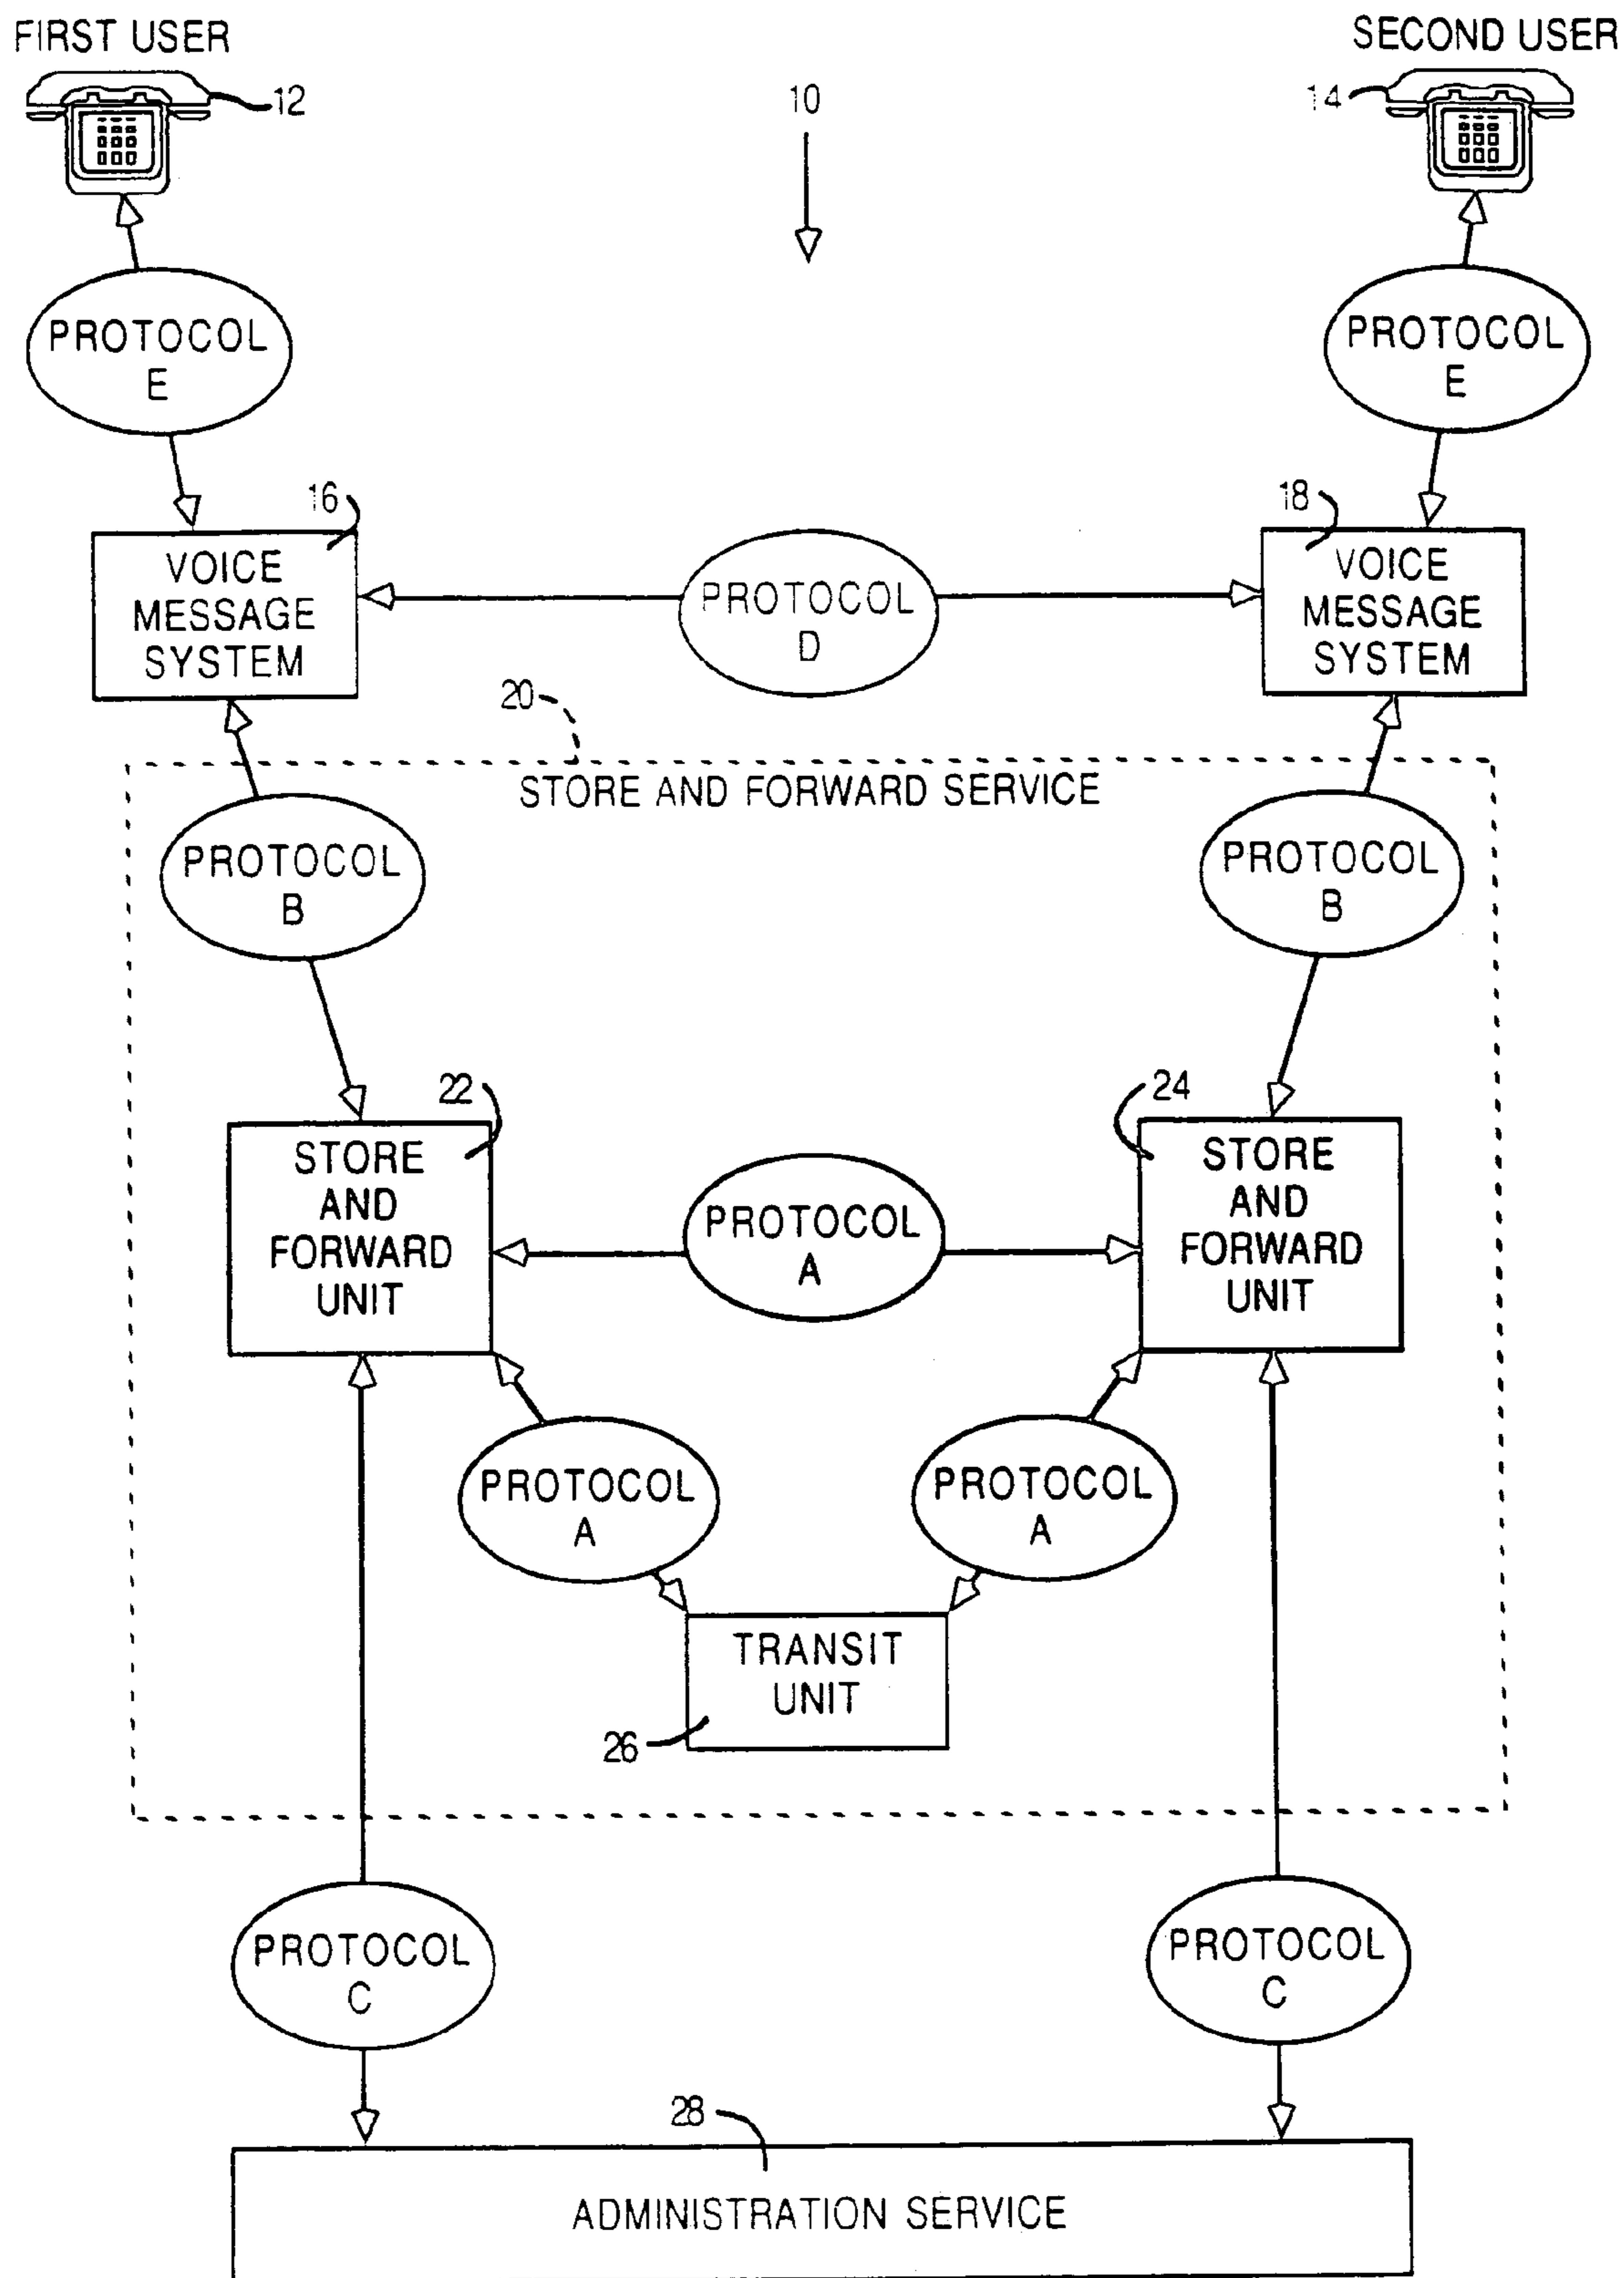 FIRST USER
SECOND USER
12
10
14
PROTOCOL
E
PROTOCOL
E
16
18
VOICE
MESSAGE
SYSTEM
PROTOCOL
D
VOICE
MESSAGE
SYSTEM
20
STORE AND FORWARD SERVICE
PROTOCOL
B
PROTOCOL
B
22
24
STORE
AND
FORWARD
UNIT
PROTOCOL
A
STORE
AND
FORWARD
UNIT
PROTOCOL
A
PROTOCOL
A
TRANSIT
UNIT
26
PROTOCOL
C
PROTOCOL
C
28
ADMINISTRATION SERVICE